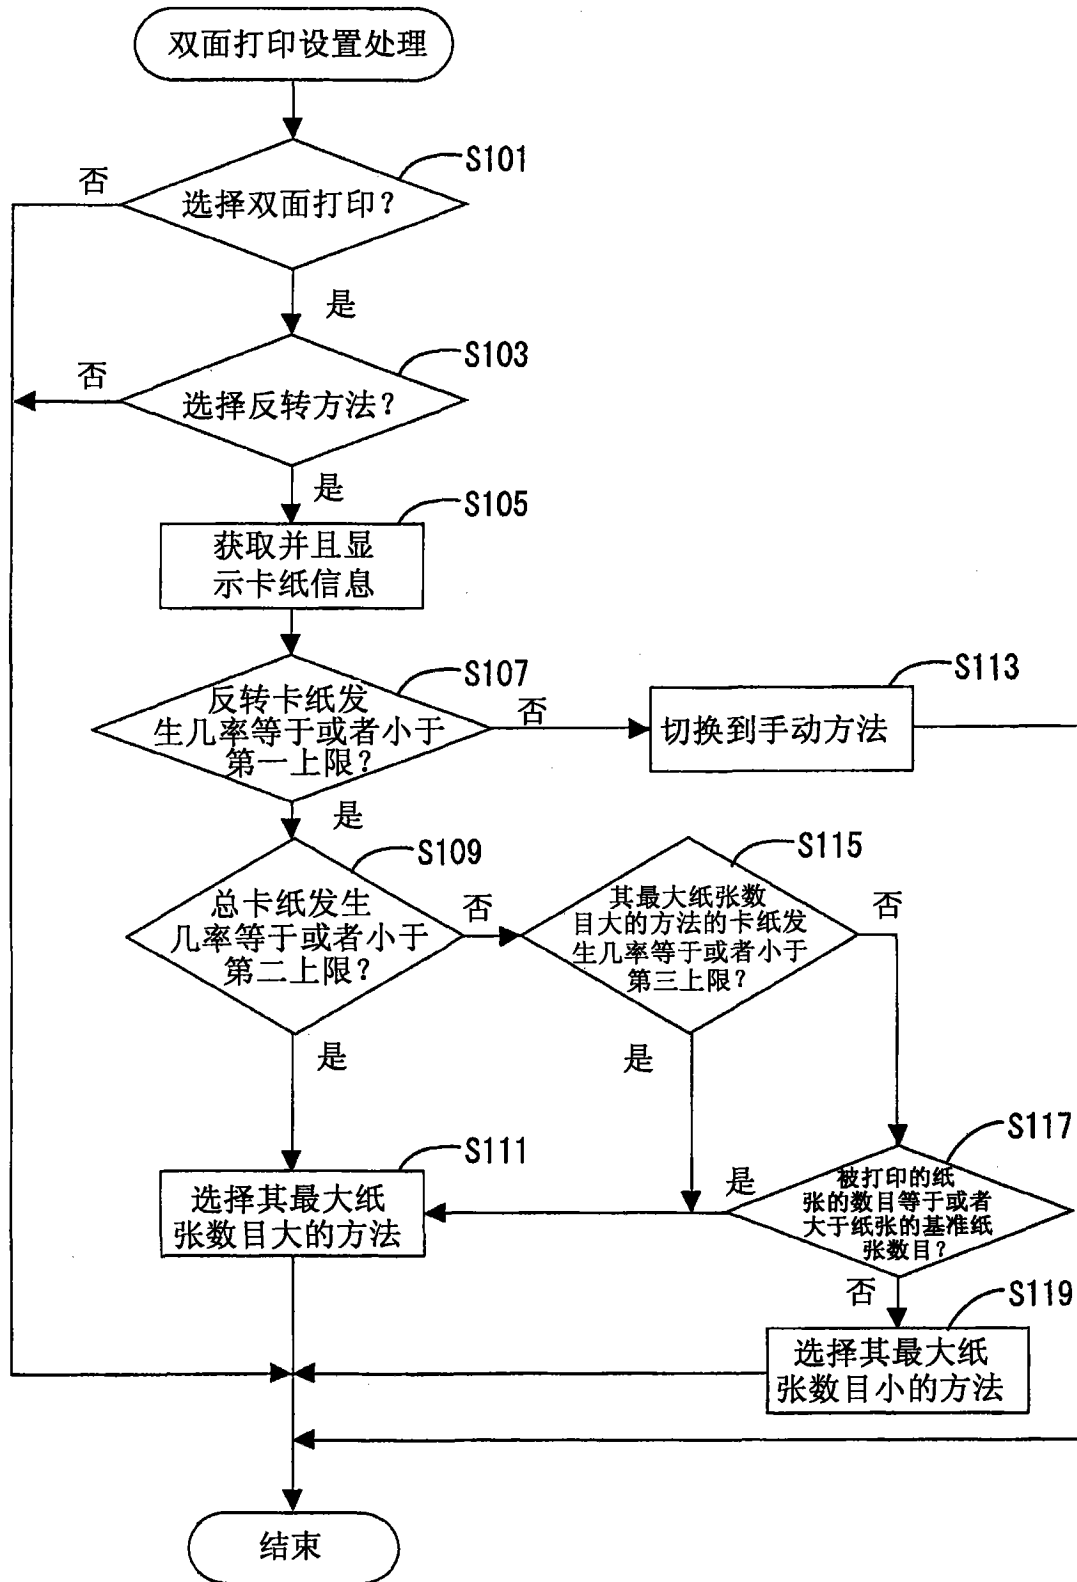 双面打印设置处理
S101
否
选择双面打印？
是
S103
否
选择反转方法？
是
S105
获取并且显
示卡纸信息
S107
反转卡纸发
生几率等于或者小于
第一上限？
否
S113
切换到手动方法
是
S109
总卡纸发生
几率等于或者小于
第二上限？
否
S115
其最大纸张数
目大的方法的卡纸发
生几率等于或者小于
第三上限？
否
是
是
S117
被打印的纸
张的数目等于或者
大于纸张的基准纸
张数目？
是
S111
选择其最大纸
张数目大的方法
否
S119
选择其最大纸
张数目小的方法
结束